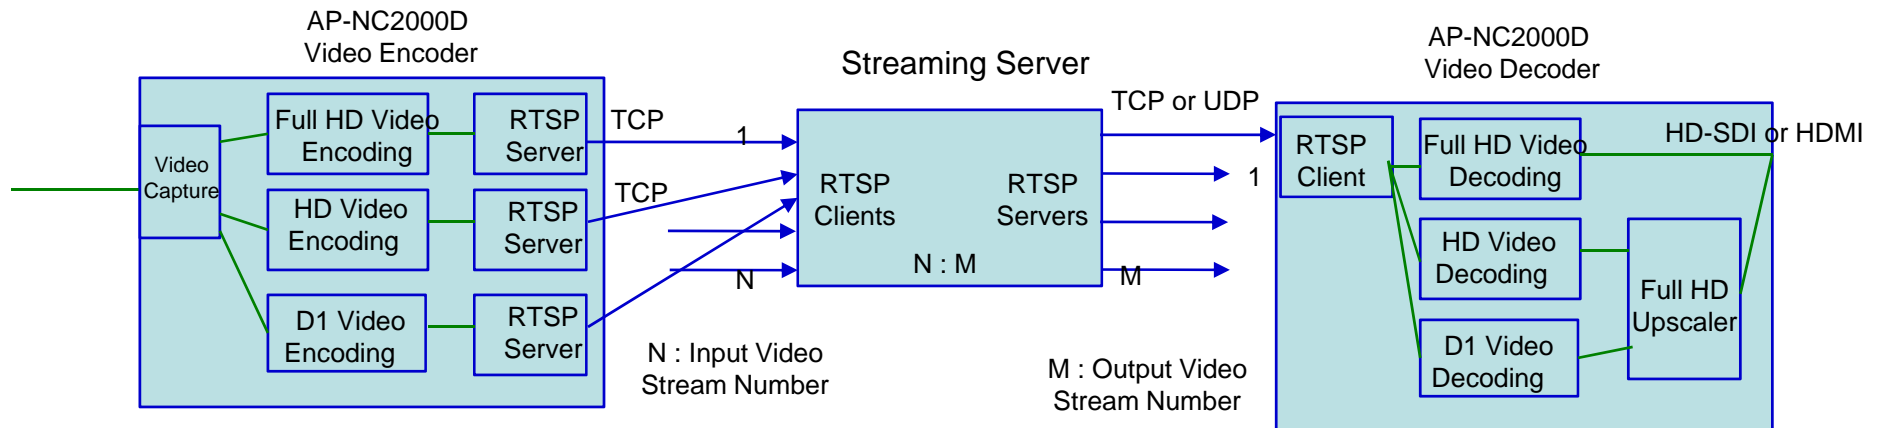 AP-NC2000D
Video Encoder
Video
Capture
Full HD Video
Encoding
RTSP
Server
HD Video
Encoding
RTSP
Server
D1 Video
Encoding
RTSP
Server
TCP
TCP
1
N
N : Input Video
Stream Number
Streaming Server
RTSP
Clients
RTSP
Servers
N : M
TCP or UDP
1
M
M : Output Video
Stream Number
AP-NC2000D
Video Decoder
RTSP
Client
Full HD Video
Decoding
HD Video
Decoding
D1 Video
Decoding
Full HD
Upscaler
HD-SDI or HDMI